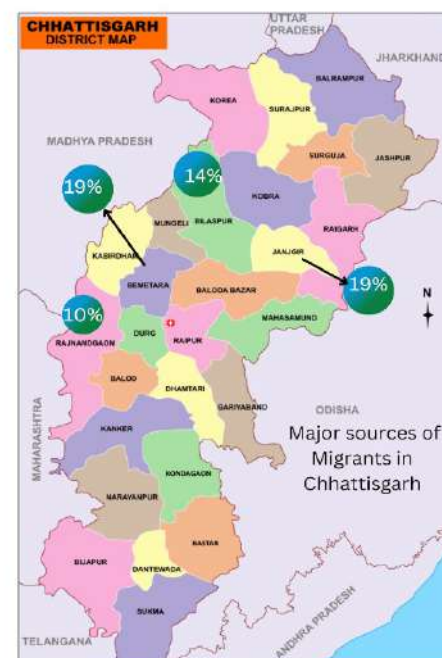 CHHATTISGARH
DISTRICT MAP
UTTAR
PRADESH
JHARKHAND
BALRAMPUR
KOREA
SURAJPUR
MADHYA PRADESH
SURGUJA
JASHPUR
19%
14%
KOBRA
MUNGELI
BILASPUR
RAIGARH
KABIRDHAM
JANJGIR
BEMETARA
BALODA BAZAR
19%
10%
MAHASAMUND
N
DURG
RAJNANDGAON
RAIPUR
BALOD
DHAMTARI
GARIYABAND
MAHARASHTRA
ODISHA
KANKER
Major sources of
Migrants in
Chhattisgarh
KONDAGAON
NARAYANPUR
BASTAR
BIJAPUR
DANTEWADA
SUKMA
TELANGANA
ANDHRA PRADESH